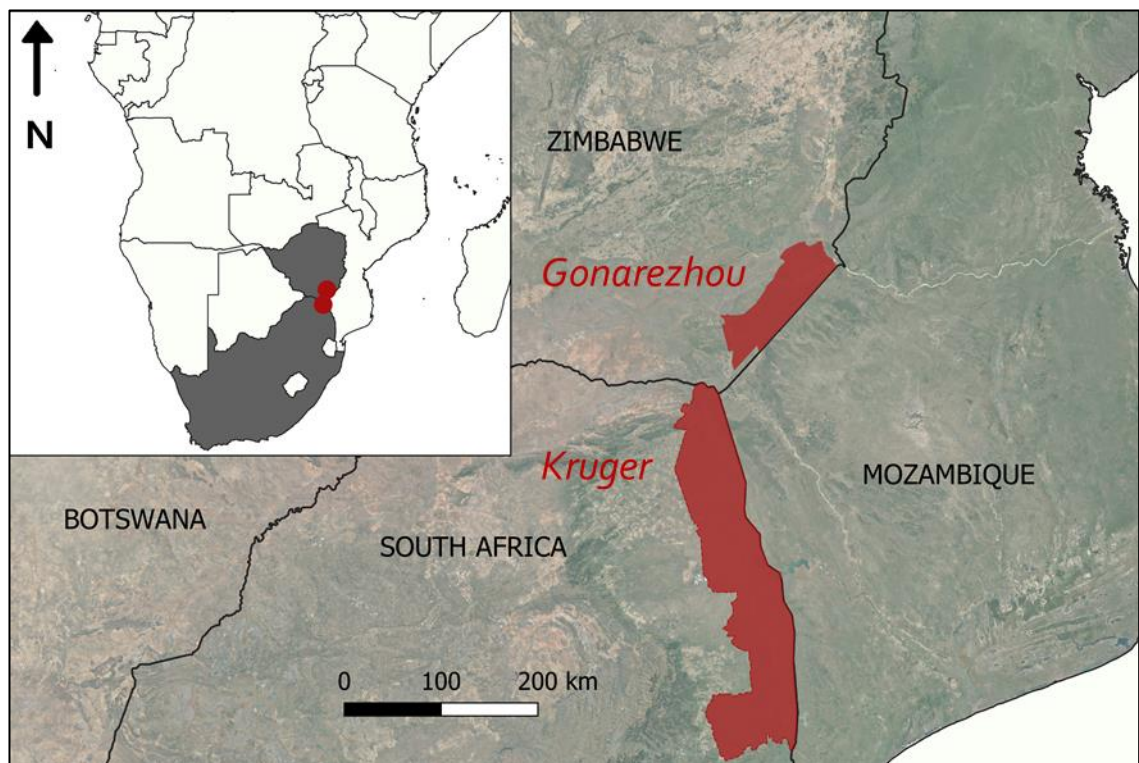 N
ZIMBABWE
Gonarezhou
Kruger
MOZAMBIQUE
BOTSWANA
SOUTH AFRICA
0 100 200 km